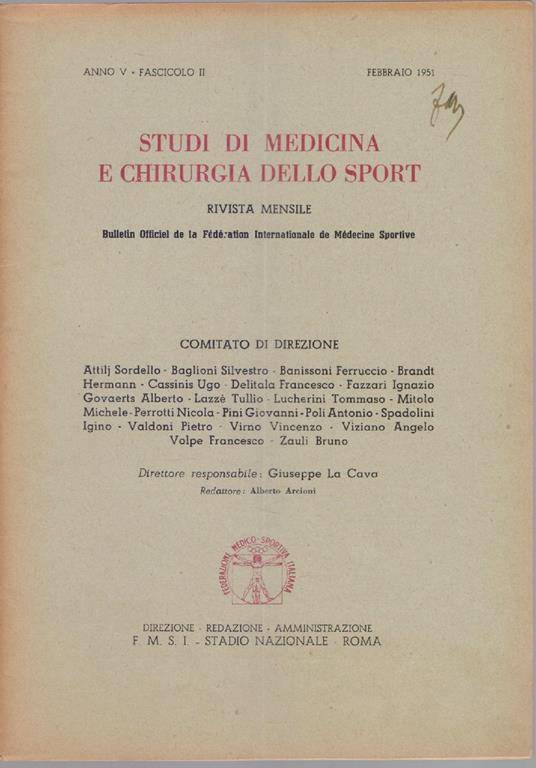 ANNO V - FASCICOLO II
FEBBRAIO 1951
STUDI DI MEDICINA
E CHIRURGIA DELLO SPORT
RIVISTA MENSILE
Bulletin Officiel de la Fédération Internationale de Médecine Sportive
COMITATO DI DIREZIONE
Attilj Sordello - Baglioni Silvestro - Banissoni Ferruccio - Brandt
Hermann - Cassinis Ugo - Delitala Francesco - Fazzari Ignazio
Govaerts Alberto - Lazzè Tullio - Lucherini Tommaso - Mitolo
Michele - Perrotti Nicola - Pini Giovanni - Poli Antonio - Spadolini
Igino - Valdoni Pietro - Virno Vincenzo - Viziano Angelo
Volpe Francesco - Zauli Bruno
Direttore responsabile: Giuseppe La Cava
Redattore: Alberto Arcioni
FEDERAZIONE MEDICO-SPORTIVA ITALIANA
DIREZIONE - REDAZIONE - AMMINISTRAZIONE
F. M. S. I. - STADIO NAZIONALE - ROMA